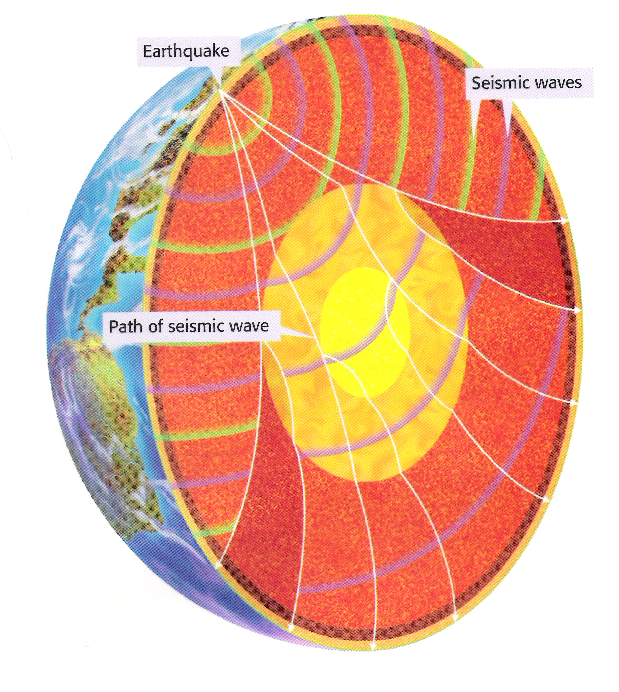 Earthquake
Seismic waves
Path of seismic wave